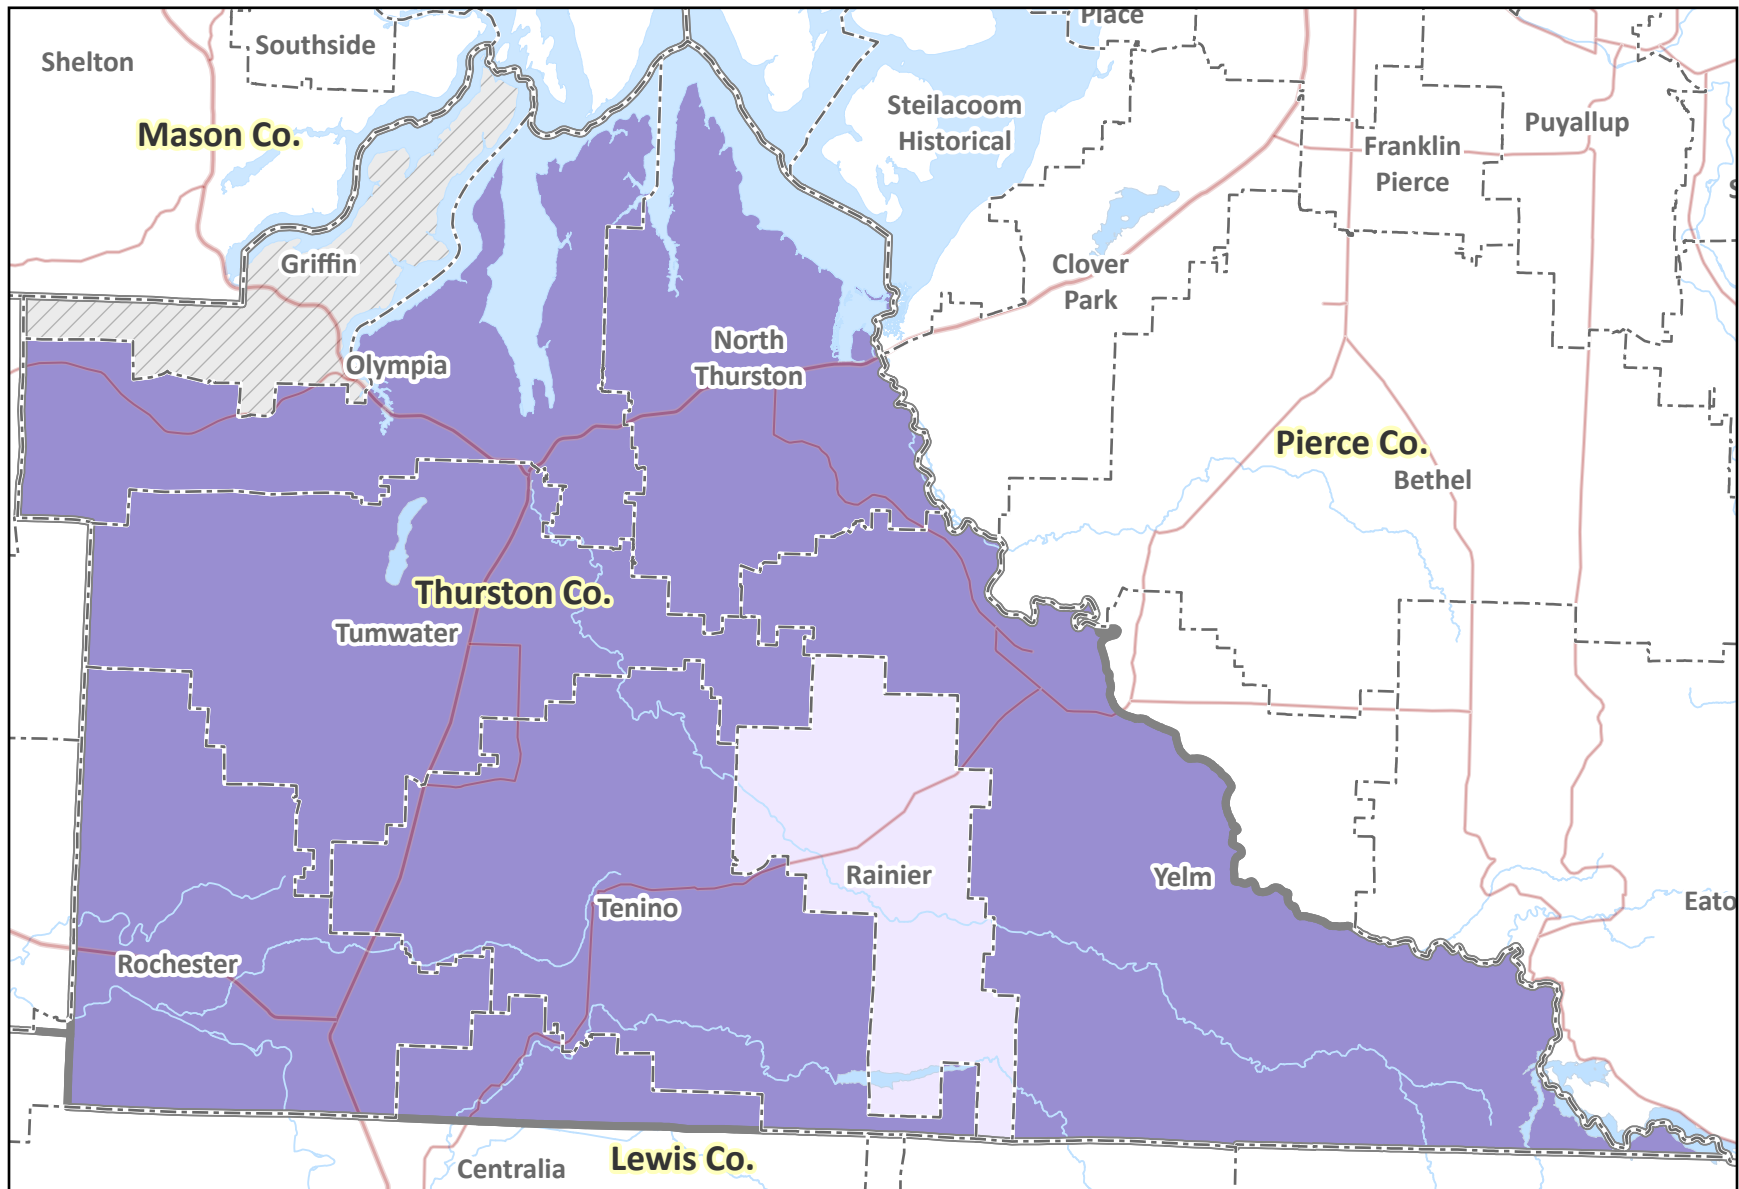 Place
Southside
Shelton
Steilacoom
Historical
Puyallup
Mason Co.
Franklin
Pierce
Griffin
Clover
Park
North
Thurston
Olympia
Pierce Co.
Bethel
Thurston Co.
Tumwater
Rainier
Yelm
Eato
Tenino
Rochester
Centralia
Lewis Co.